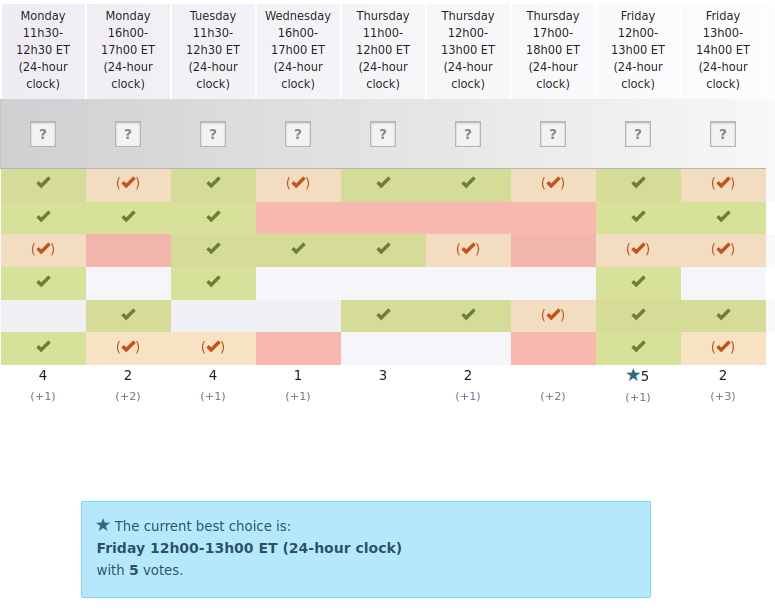 Monday 11h30-12h30 ET (24-hour clock)
Monday 16h00-17h00 ET (24-hour clock)
Tuesday 11h30-12h30 ET (24-hour clock)
Wednesday 16h00-17h00 ET (24-hour clock)
Thursday 11h00-12h00 ET (24-hour clock)
Thursday 12h00-13h00 ET (24-hour clock)
Thursday 17h00-18h00 ET (24-hour clock)
Friday 12h00-13h00 ET (24-hour clock)
Friday 13h00-14h00 ET (24-hour clock)
? ? ? ? ? ? ? ? ?
✔ (✔) ✔ (✔) ✔ ✔ (✔) ✔ (✔)
✔ ✔ ✔ ✔ ✔
(✔) ✔ ✔ ✔ (✔) (✔) (✔)
✔ ✔ ✔
✔ ✔ ✔ (✔) ✔ ✔
✔ (✔) (✔) ✔ (✔)
4 2 4 1 3 2 ★5 2
(+1) (+2) (+1) (+1) (+1) (+2) (+1) (+3)
★ The current best choice is:
Friday 12h00-13h00 ET (24-hour clock)
with 5 votes.